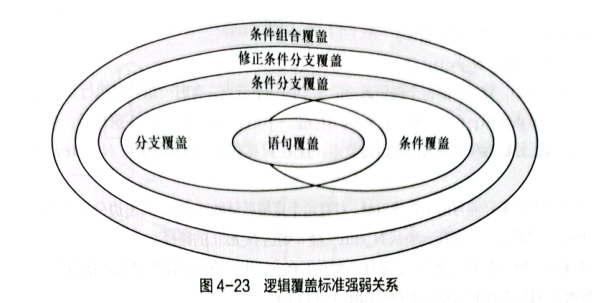 条件组合覆盖
修正条件分支覆盖
条件分支覆盖
分支覆盖
语句覆盖
条件覆盖
图 4-23 逻辑覆盖标准强弱关系